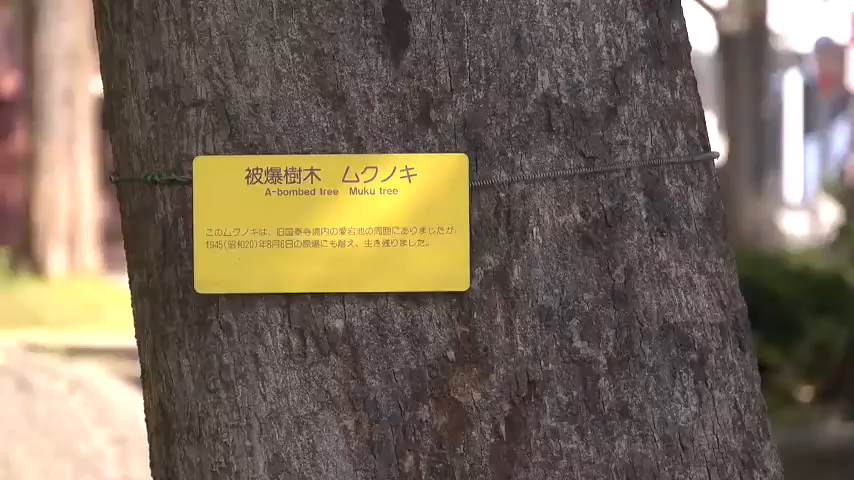 被爆樹木 ムクノキ
A-bombed tree Muku tree
このムクノキは、旧国泰寺境内の愛宕池の周囲にありましたが、
1945(昭和20)年8月6日の原爆にも耐え、生き残りました。